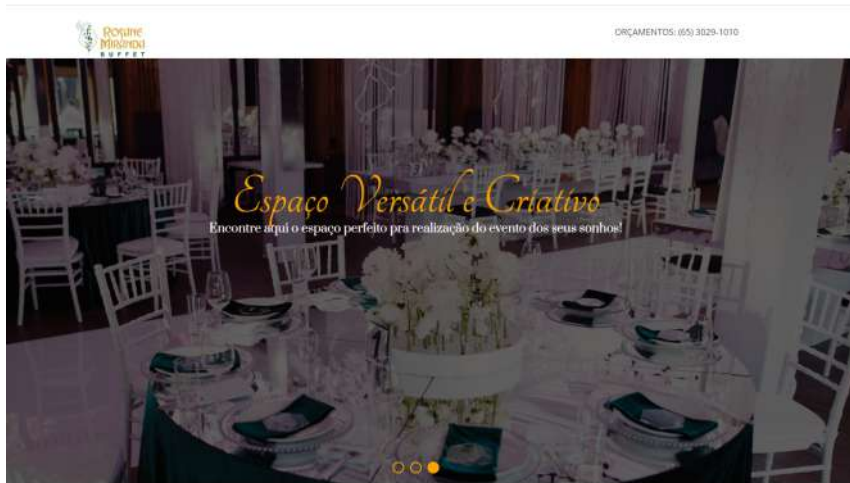 Rosane
Miranda
BUFFET
ORÇAMENTOS: (65) 3029-1010
Espaço Versátil e Criativo
Encontre aqui o espaço perfeito pra realização do evento dos seus sonhos!